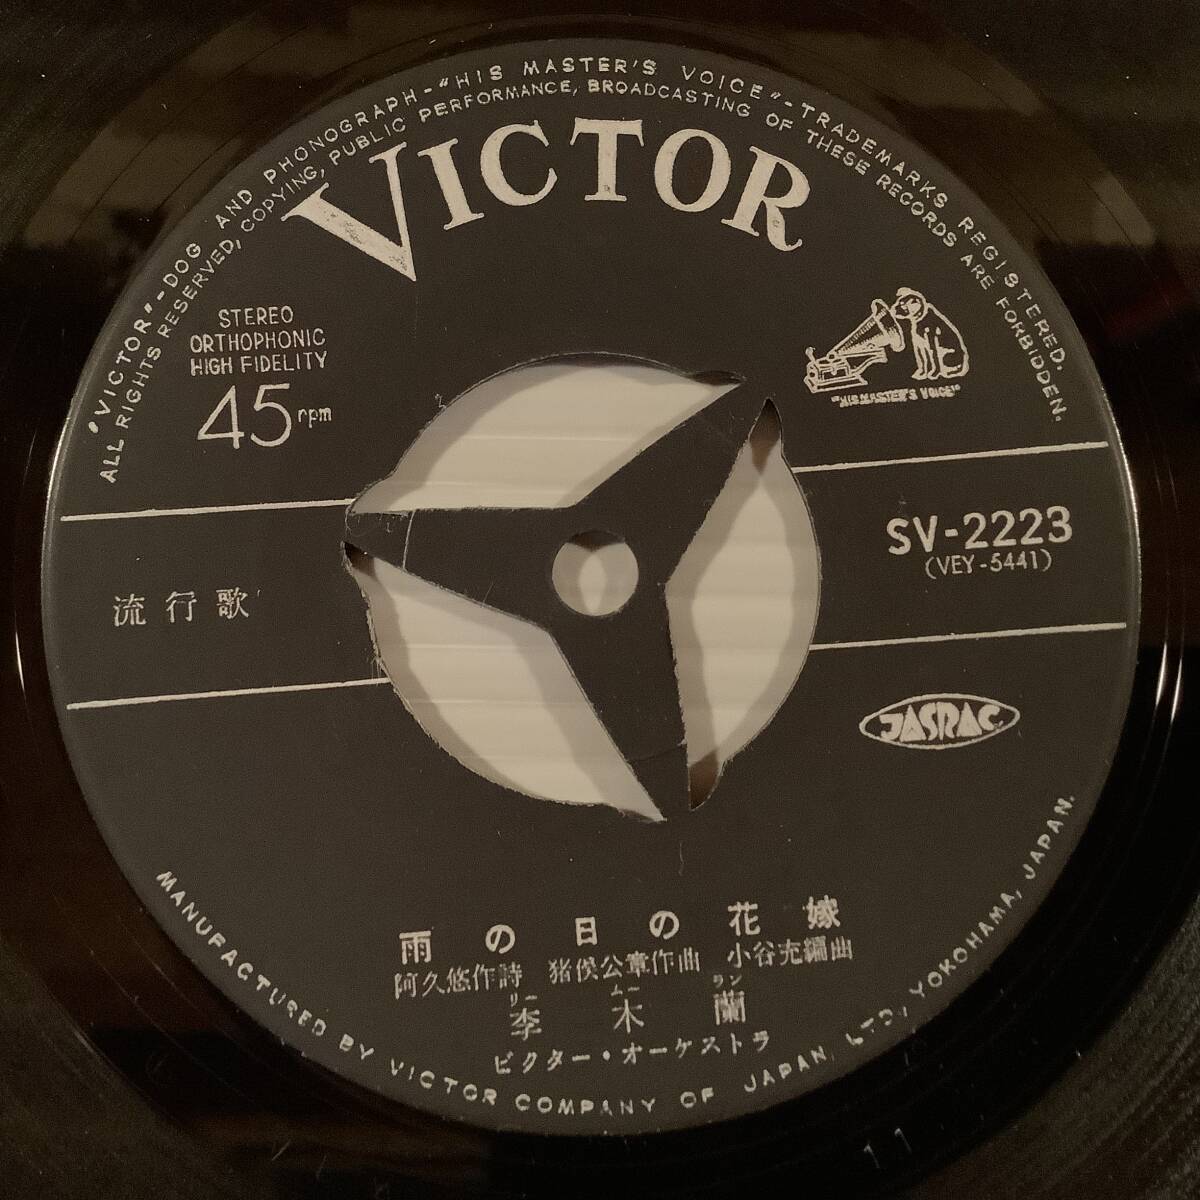 "VICTOR"-DOG AND PHONOGRAPH-"HIS MASTER'S VOICE"-TRADEMARKS REGISTERED.
ALL RIGHTS RESERVED, COPYING, PUBLIC PERFORMANCE, BROADCASTING OF THESE RECORDS ARE FORBIDDEN.
VICTOR
STEREO
ORTHOPHONIC
HIGH FIDELITY
45 rpm
"HIS MASTER'S VOICE"
SV-2223
(VEY-5441)
流行歌
JASRAC
雨の日の花嫁
阿久悠作詩 猪俣公章作曲 小谷充編曲
リー ムー ラン
李木蘭
ビクター・オーケストラ
MANUFACTURED BY VICTOR COMPANY OF JAPAN, LTD., YOKOHAMA, JAPAN.
11